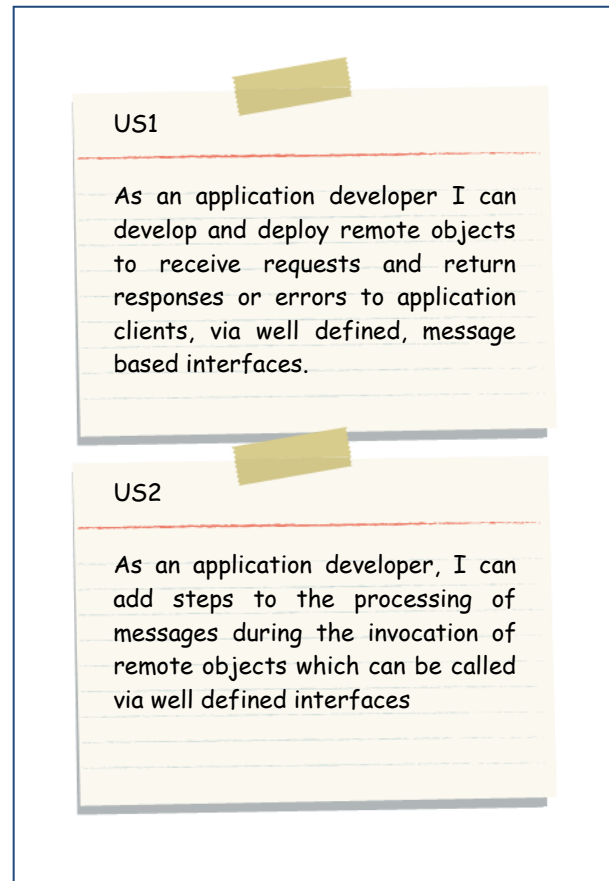 US1
As an application developer I can
develop and deploy remote objects
to receive requests and return
responses or errors to application
clients, via well defined, message
based interfaces.
US2
As an application developer, I can
add steps to the processing of
messages during the invocation of
remote objects which can be called
via well defined interfaces